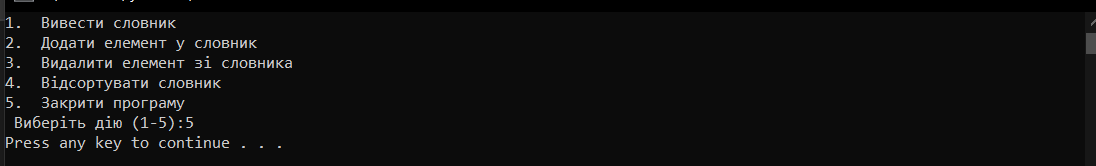 1.  Вивести словник
2.  Додати елемент у словник
3.  Видалити елемент зі словника
4.  Відсортувати словник
5.  Закрити програму
 Виберіть дію (1-5):5
Press any key to continue . . .